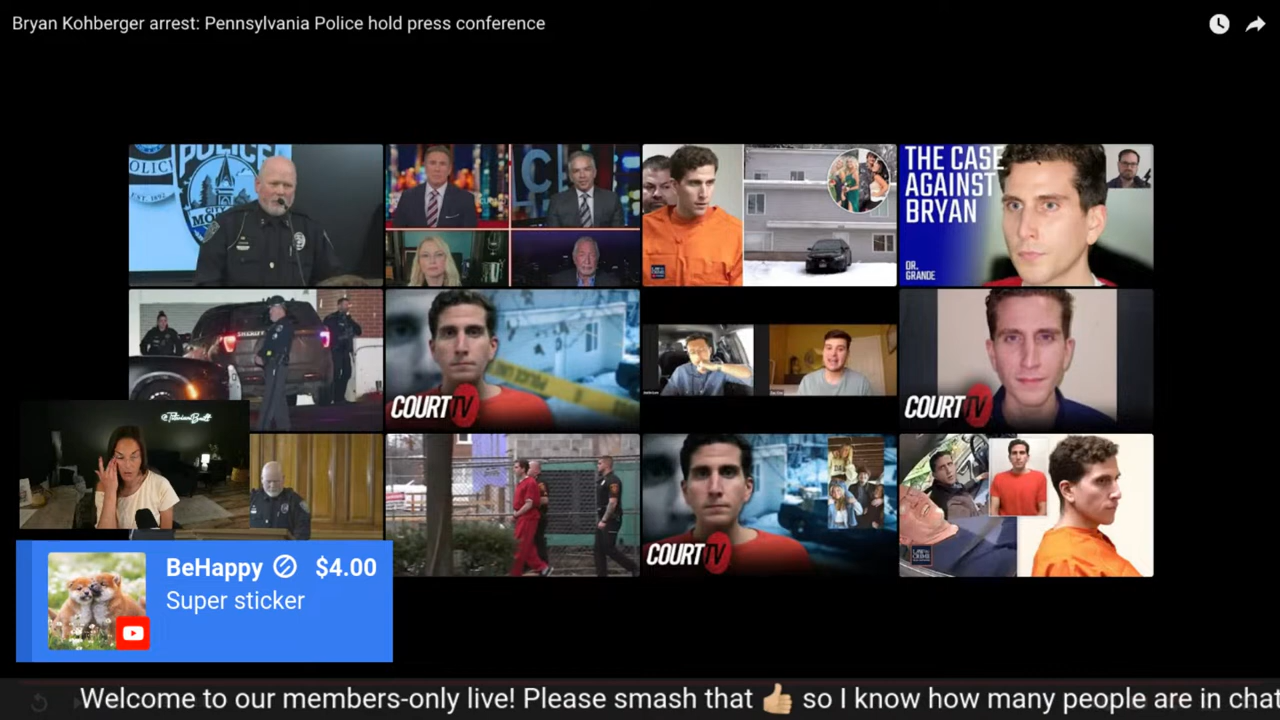 Bryan Kohberger arrest: Pennsylvania Police hold press conference
POLICE
THE CASE
AGAINST
BRYAN
DR.
GRANDE
SHERIFF
COURT TV
COURT TV
COURT TV
BeHappy $4.00
Super sticker
Welcome to our members-only live! Please smash that 👍🏼 so I know how many people are in chat